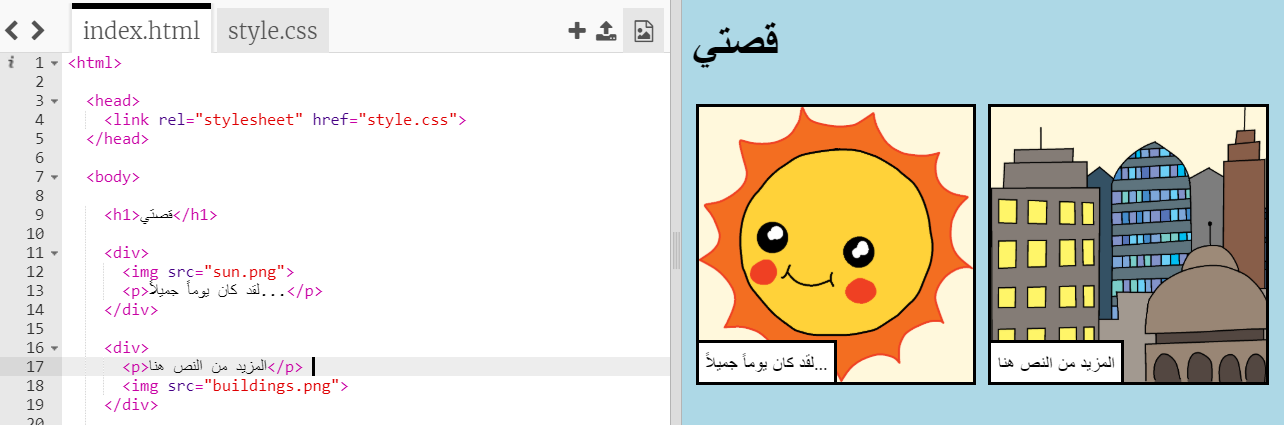 index.html style.css
i 1 <html>
2
3 <head>
4 <link rel="stylesheet" href="style.css">
5 </head>
6
7 <body>
8
9 <h1>قصتي</h1>
10
11 <div>
12 <img src="sun.png">
13 <p>لقد كان يوماً جميلاً...</p>
14 </div>
15
16 <div>
17 <p>المزيد من النص هنا</p>
18 <img src="buildings.png">
19 </div>
20
قصتي
لقد كان يوماً جميلاً...
المزيد من النص هنا